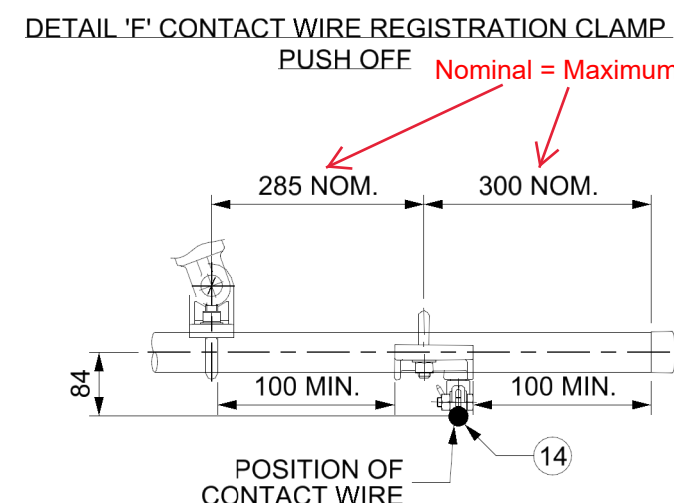 DETAIL 'F' CONTACT WIRE REGISTRATION CLAMP
PUSH OFF
Nominal = Maximum
285 NOM.
300 NOM.
84
100 MIN.
100 MIN.
14
POSITION OF
CONTACT WIRE